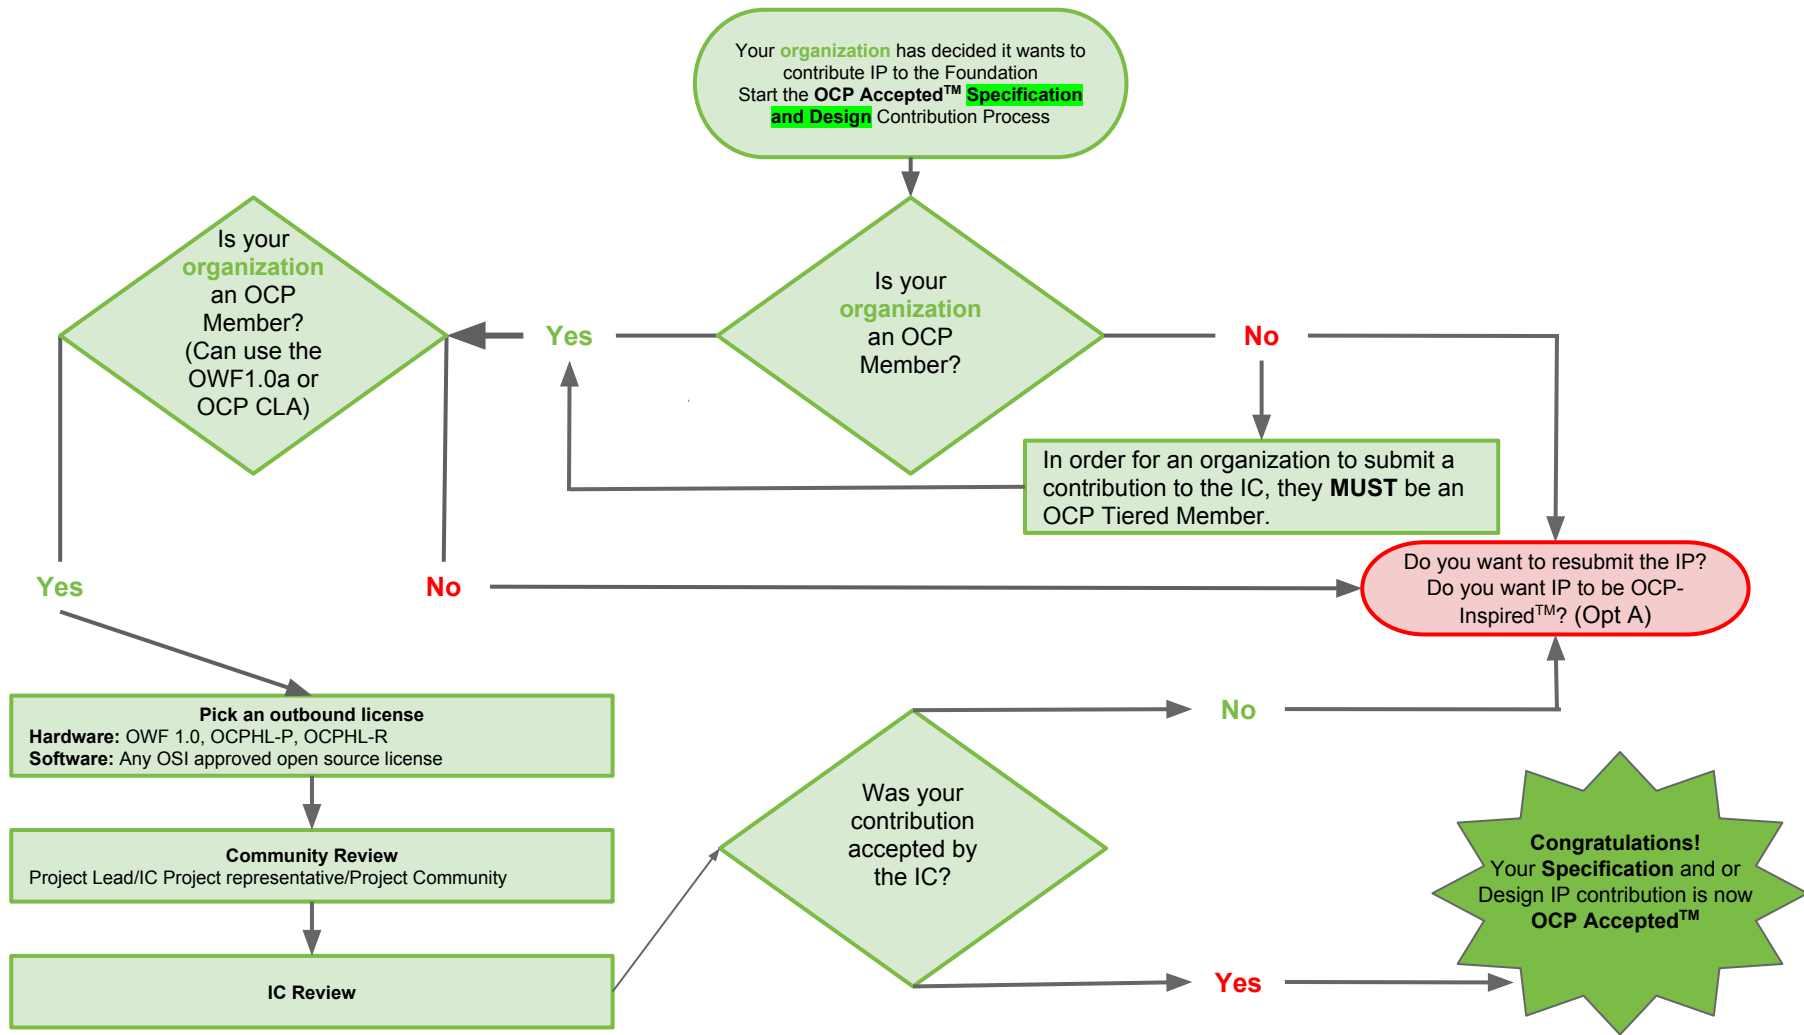 Your organization has decided it wants to
contribute IP to the Foundation
Start the OCP Accepted™ Specification
and Design Contribution Process
Is your
organization
an OCP
Member?
(Can use the
OWF1.0a or
OCP CLA)
Yes
Is your
organization
an OCP
Member?
No
In order for an organization to submit a
contribution to the IC, they MUST be an
OCP Tiered Member.
Yes
No
Do you want to resubmit the IP?
Do you want IP to be OCP-
Inspired™? (Opt A)
Pick an outbound license
Hardware: OWF 1.0, OCPHL-P, OCPHL-R
Software: Any OSI approved open source license
Community Review
Project Lead/IC Project representative/Project Community
IC Review
Was your
contribution
accepted by
the IC?
No
Yes
Congratulations!
Your Specification and or
Design IP contribution is now
OCP Accepted™